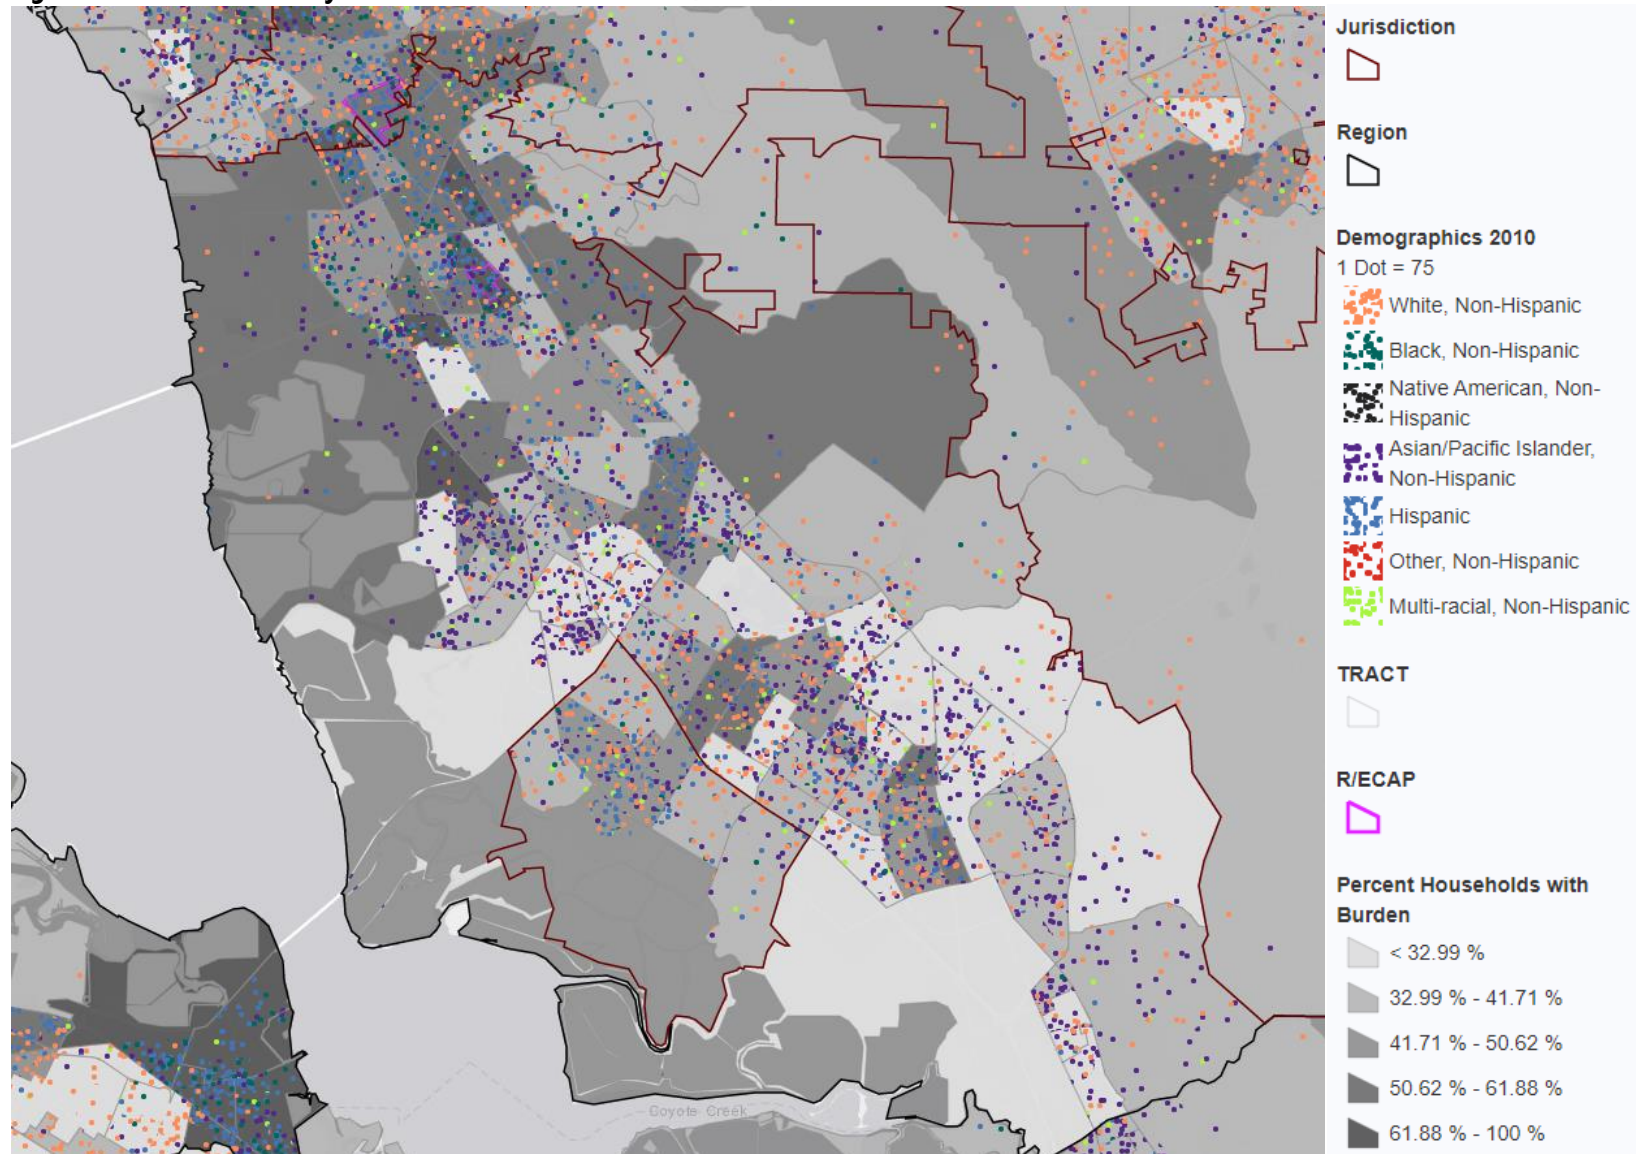 Jurisdiction
Region
Demographics 2010
1 Dot = 75
White, Non-Hispanic
Black, Non-Hispanic
Native American, Non-
Hispanic
Asian/Pacific Islander,
Non-Hispanic
Hispanic
Other, Non-Hispanic
Multi-racial, Non-Hispanic
TRACT
R/ECAP
Percent Households with
Burden
< 32.99 %
32.99 % - 41.71 %
41.71 % - 50.62 %
50.62 % - 61.88 %
61.88 % - 100 %
Coyote Creek